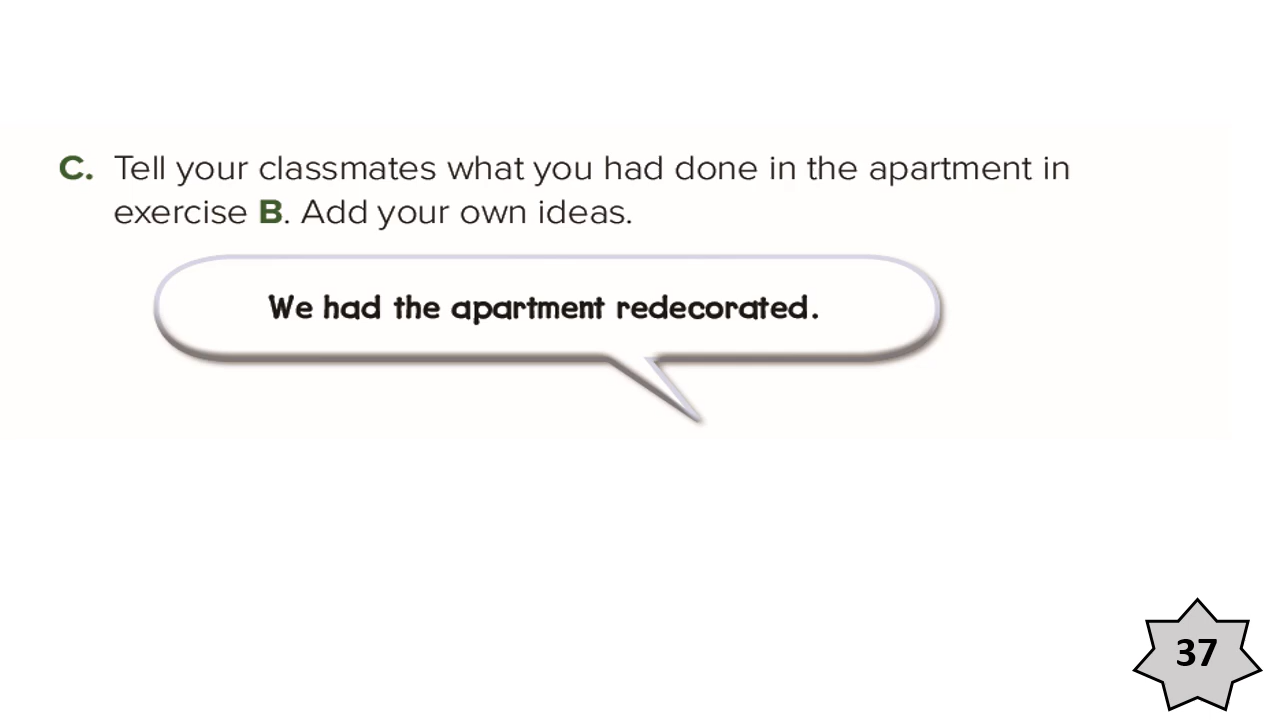 C. Tell your classmates what you had done in the apartment in
exercise B. Add your own ideas.
We had the apartment redecorated.
37